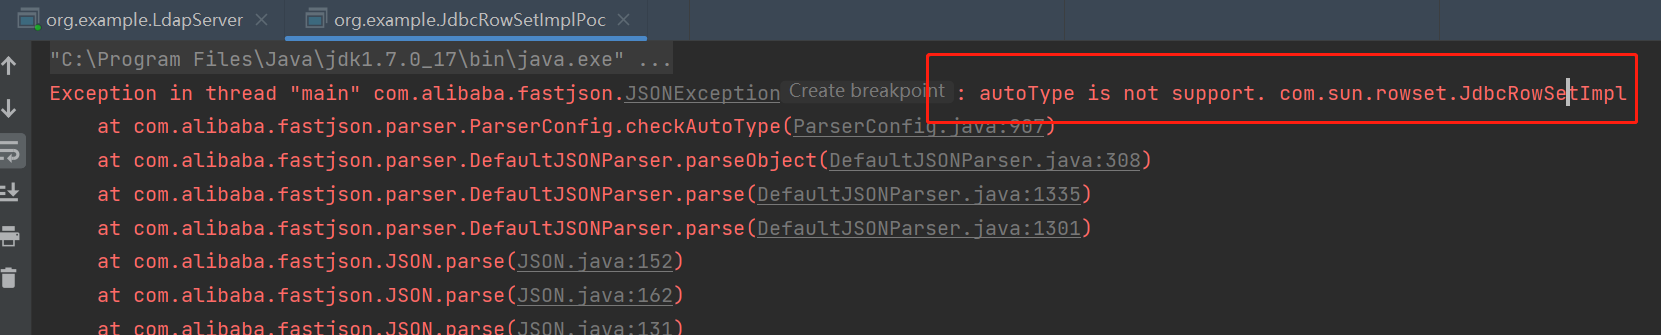 org.example.LdapServer × org.example.JdbcRowSetImplPoc ×
"C:\Program Files\Java\jdk1.7.0_17\bin\java.exe" ...
Exception in thread "main" com.alibaba.fastjson.JSONException Create breakpoint : autoType is not support. com.sun.rowset.JdbcRowSetImpl
at com.alibaba.fastjson.parser.ParserConfig.checkAutoType(ParserConfig.java:907)
at com.alibaba.fastjson.parser.DefaultJSONParser.parseObject(DefaultJSONParser.java:308)
at com.alibaba.fastjson.parser.DefaultJSONParser.parse(DefaultJSONParser.java:1335)
at com.alibaba.fastjson.parser.DefaultJSONParser.parse(DefaultJSONParser.java:1301)
at com.alibaba.fastjson.JSON.parse(JSON.java:152)
at com.alibaba.fastjson.JSON.parse(JSON.java:162)
at com.alibaba.fastjson.JSON.parse(JSON.java:131)